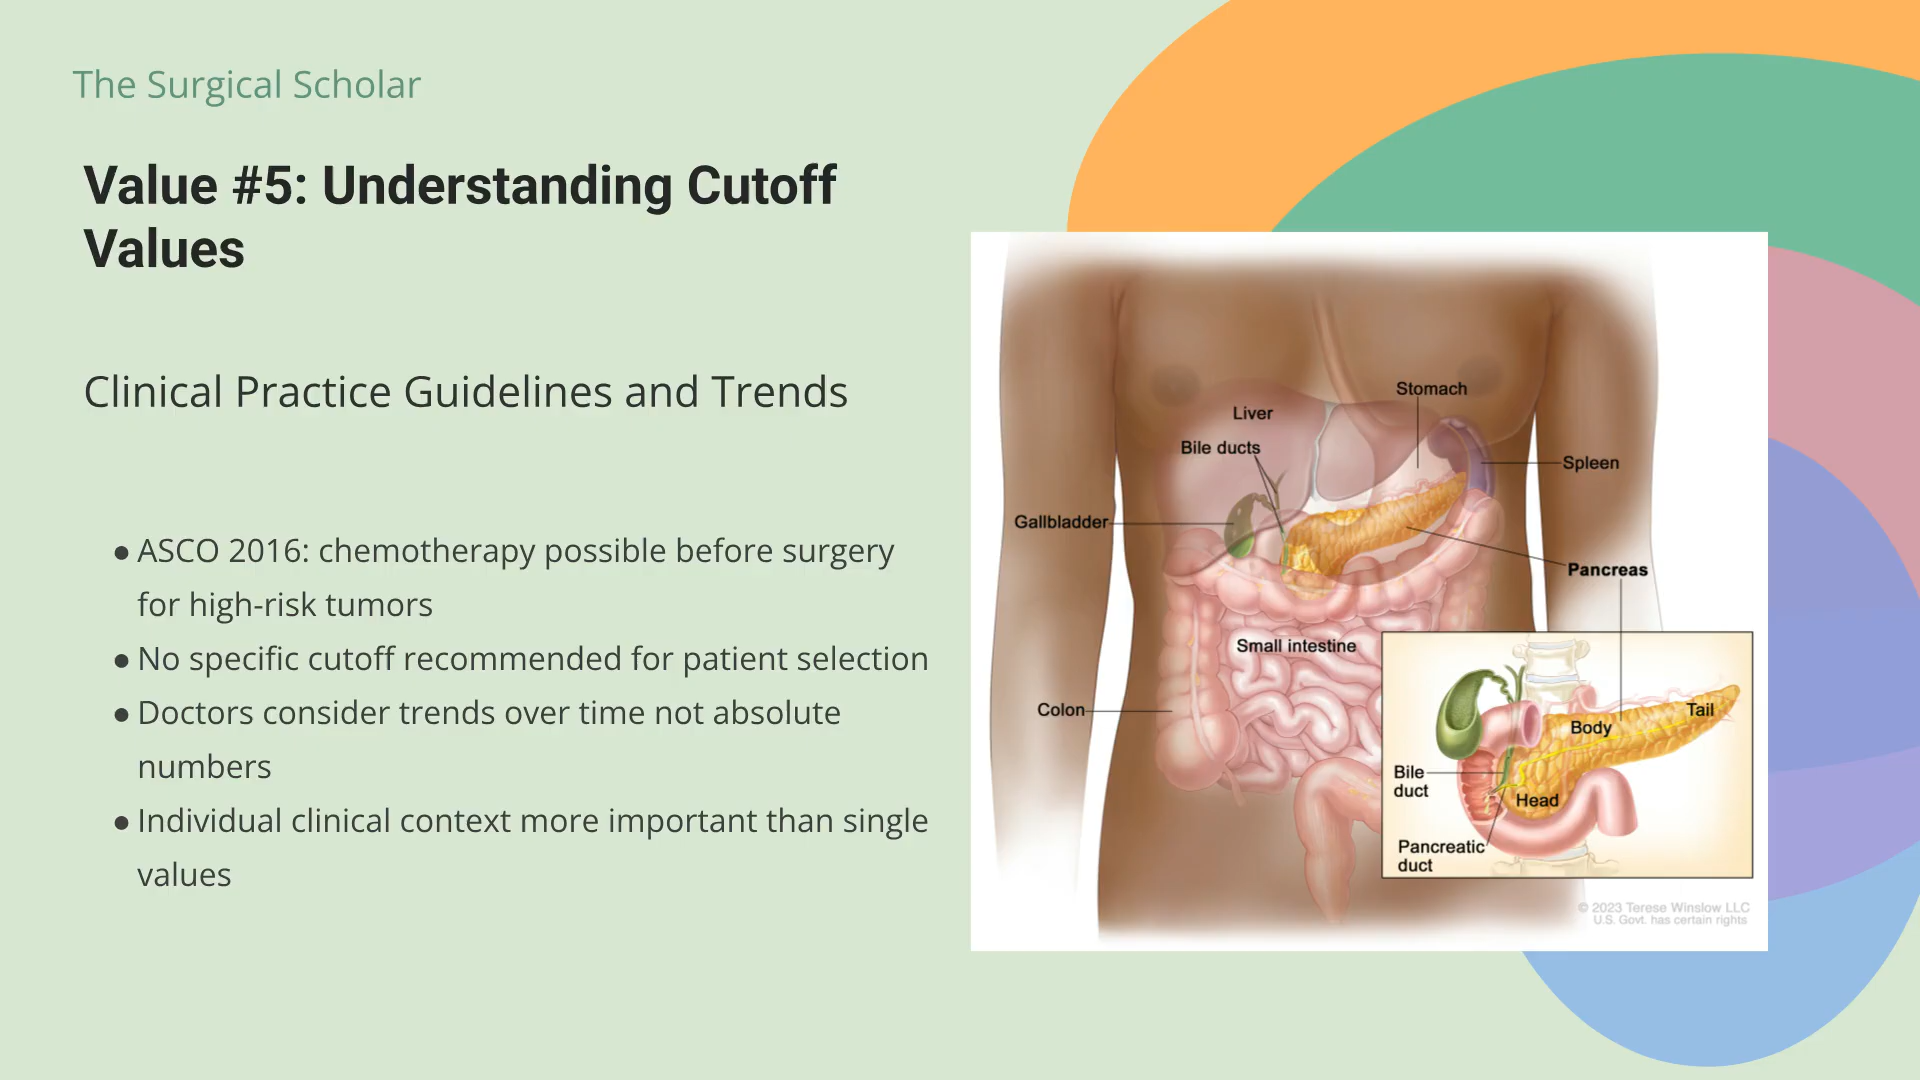 The Surgical Scholar
Value #5: Understanding Cutoff
Values
Clinical Practice Guidelines and Trends
● ASCO 2016: chemotherapy possible before surgery
for high-risk tumors
● No specific cutoff recommended for patient selection
● Doctors consider trends over time not absolute
numbers
● Individual clinical context more important than single
values
Stomach
Liver
Bile ducts
Spleen
Gallbladder
Pancreas
Small intestine
Colon
Tail
Body
Bile
duct
Head
Pancreatic
duct
© 2023 Terese Winslow LLC
U.S. Govt. has certain rights